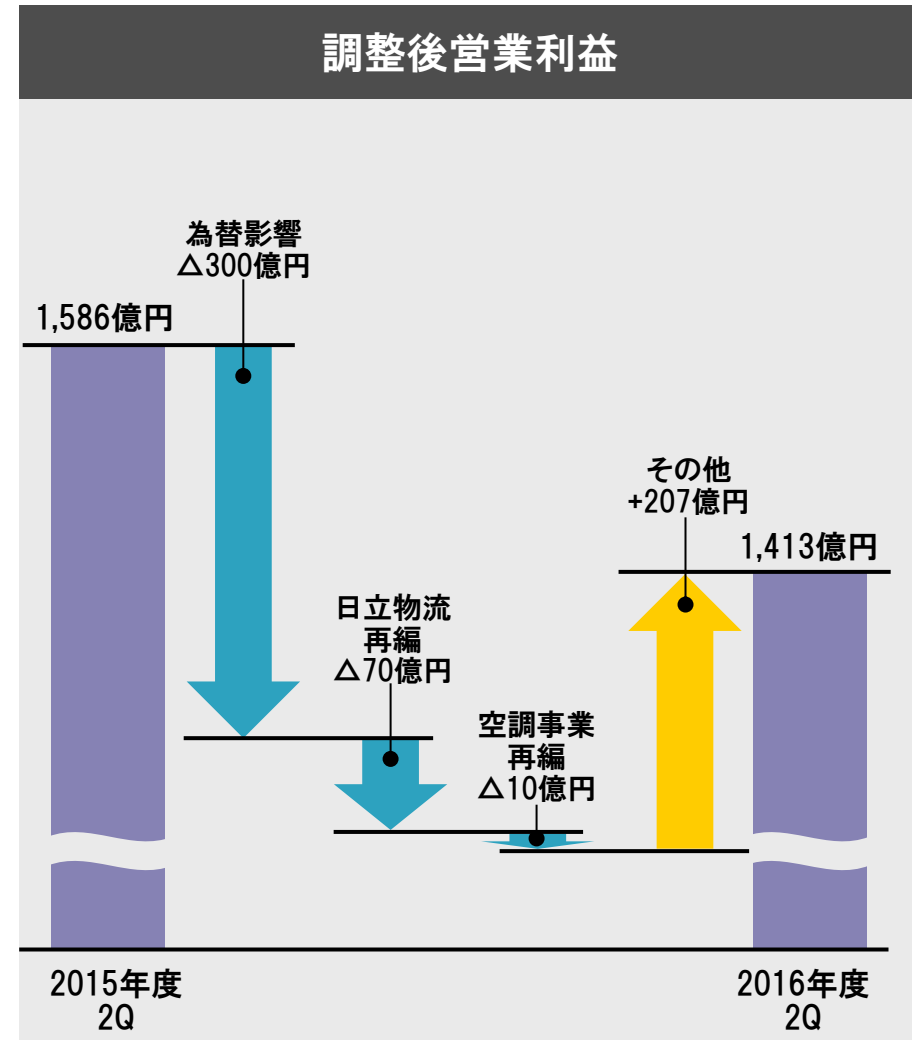 調整後営業利益
為替影響
△300億円
1,586億円
その他
+207億円
1,413億円
日立物流
再編
△70億円
空調事業
再編
△10億円
2015年度
2Q
2016年度
2Q